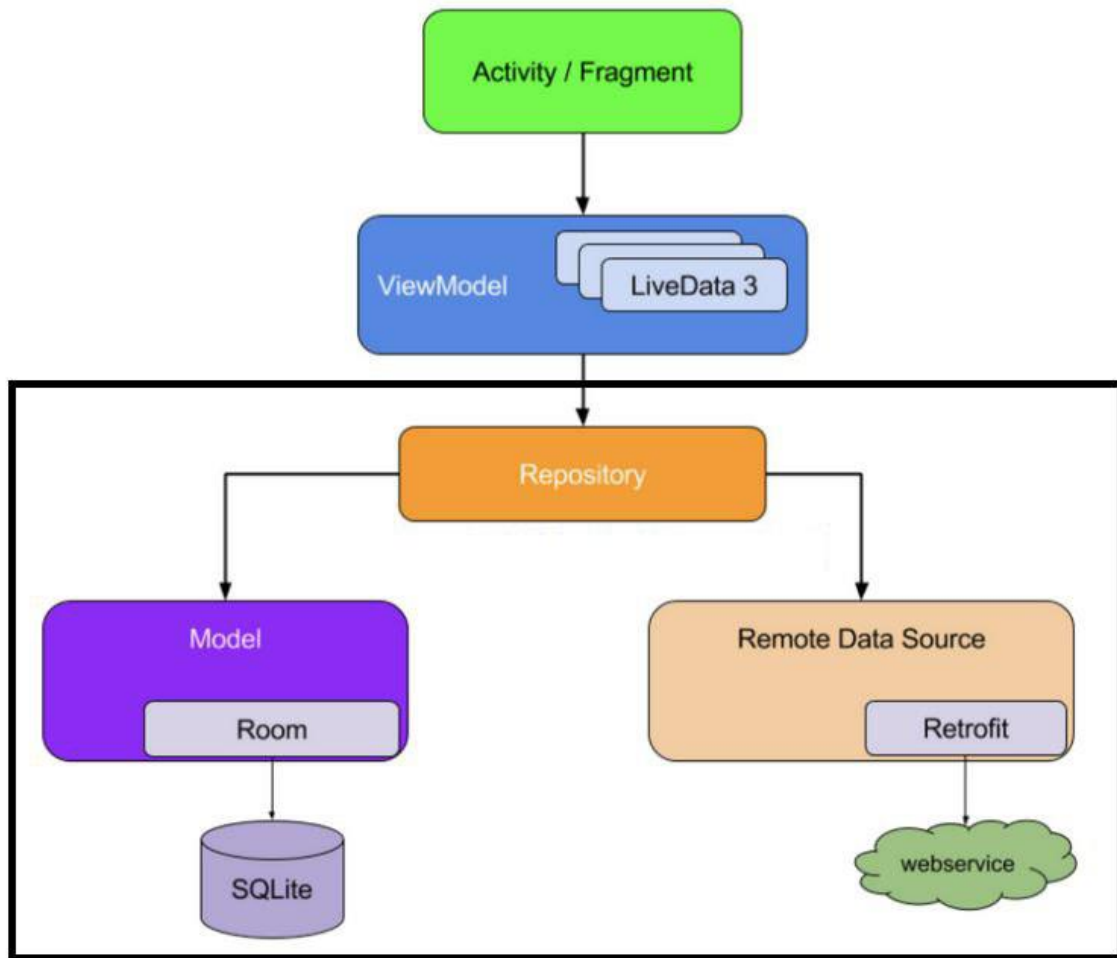 Activity / Fragment
ViewModel
LiveData 3
Repository
Model
Remote Data Source
Room
Retrofit
SQLite
webservice